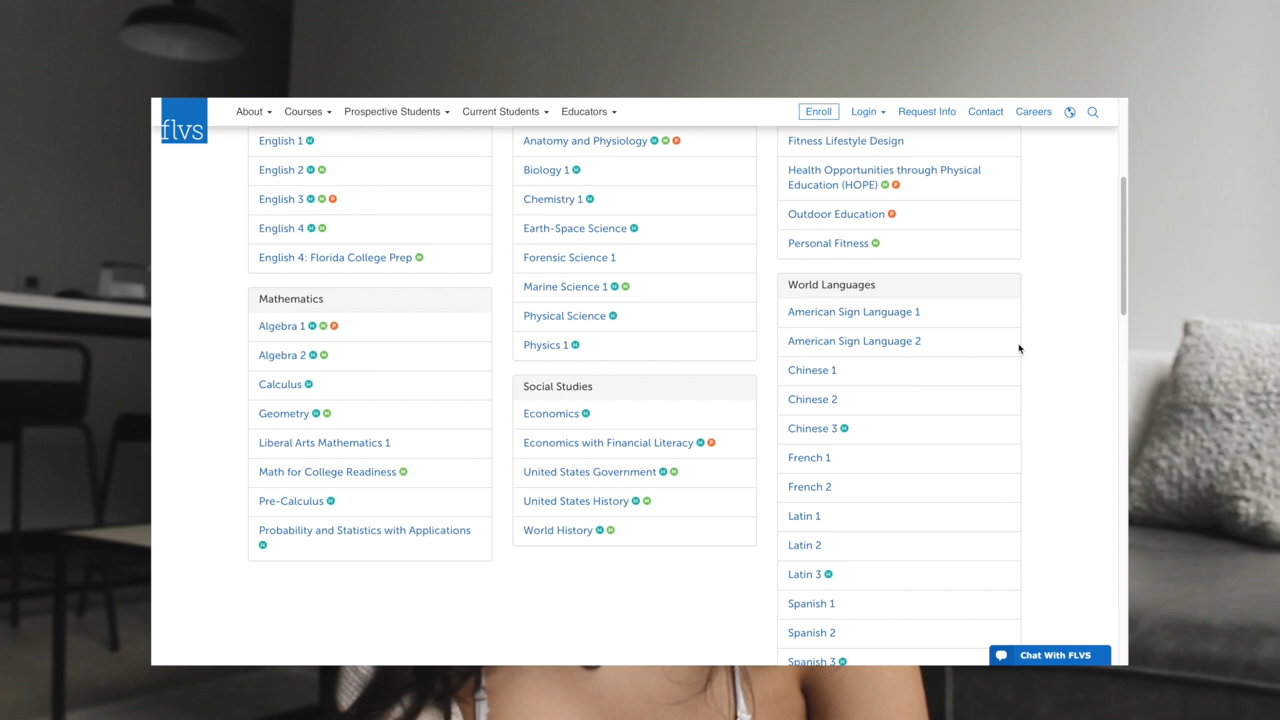 flvs
About
Courses
Prospective Students
Current Students
Educators
Enroll
Login
Request Info
Contact
Careers
English 1 H
English 2 H M
English 3 H M P
English 4 H M
English 4: Florida College Prep M
Mathematics
Algebra 1 H M P
Algebra 2 H M
Calculus H
Geometry H M
Liberal Arts Mathematics 1
Math for College Readiness M
Pre-Calculus H
Probability and Statistics with Applications
H
Anatomy and Physiology H M P
Biology 1 H
Chemistry 1 H
Earth-Space Science H
Forensic Science 1
Marine Science 1 H M
Physical Science H
Physics 1 H
Social Studies
Economics H
Economics with Financial Literacy H P
United States Government H M
United States History H M
World History H M
Fitness Lifestyle Design
Health Opportunities through Physical
Education (HOPE) M P
Outdoor Education P
Personal Fitness M
World Languages
American Sign Language 1
American Sign Language 2
Chinese 1
Chinese 2
Chinese 3 H
French 1
French 2
Latin 1
Latin 2
Latin 3 H
Spanish 1
Spanish 2
Spanish 3 H
Chat With FLVS